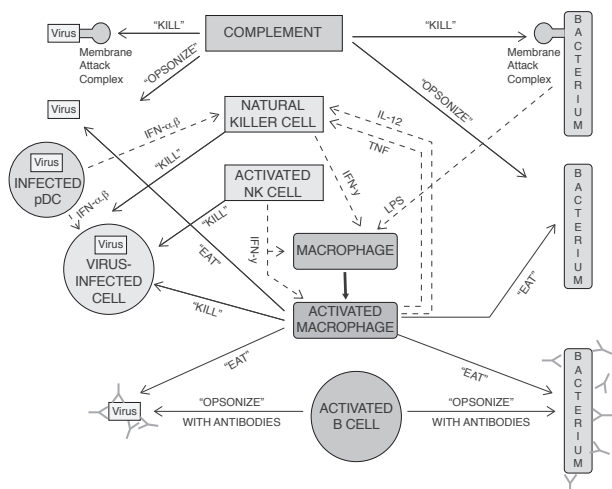 Virus
"KILL"
COMPLEMENT
"KILL"
Membrane
Attack
Complex
Membrane
Attack
Complex
B
A
C
T
E
R
I
U
M
"OPSONIZE"
"OPSONIZE"
Virus
IFN-α,β
NATURAL
KILLER CELL
IL-12
TNF
Virus
INFECTED
pDC
"KILL"
IFN-γ
LPS
B
A
C
T
E
R
I
U
M
ACTIVATED
NK CELL
IFN-α,β
"KILL"
Virus
VIRUS-
INFECTED
CELL
"EAT"
IFN-γ
MACROPHAGE
"EAT"
"KILL"
ACTIVATED
MACROPHAGE
"EAT"
"EAT"
B
A
C
T
E
R
I
U
M
Virus
"OPSONIZE"
WITH ANTIBODIES
ACTIVATED
B CELL
"OPSONIZE"
WITH ANTIBODIES